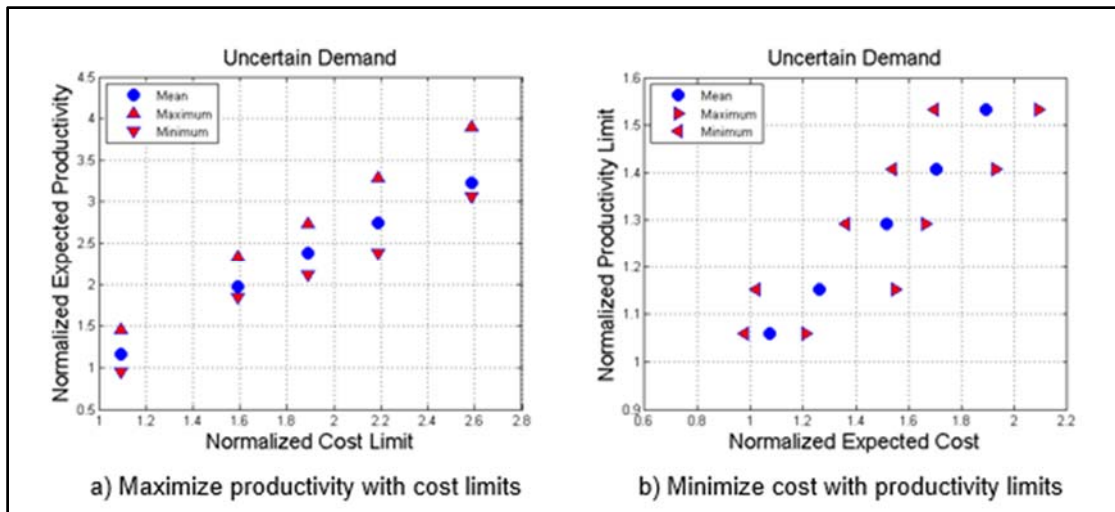 Uncertain Demand
Normalized Expected Productivity
4.5
4
3.5
3
2.5
2
1.5
1
0.5
Mean
Maximum
Minimum
1 1.2 1.4 1.6 1.8 2 2.2 2.4 2.6 2.8
Normalized Cost Limit
a) Maximize productivity with cost limits
Uncertain Demand
Normalized Productivity Limit
1.6
1.5
1.4
1.3
1.2
1.1
1
0.9
Mean
Maximum
Minimum
0.6 0.8 1 1.2 1.4 1.6 1.8 2 2.2
Normalized Expected Cost
b) Minimize cost with productivity limits